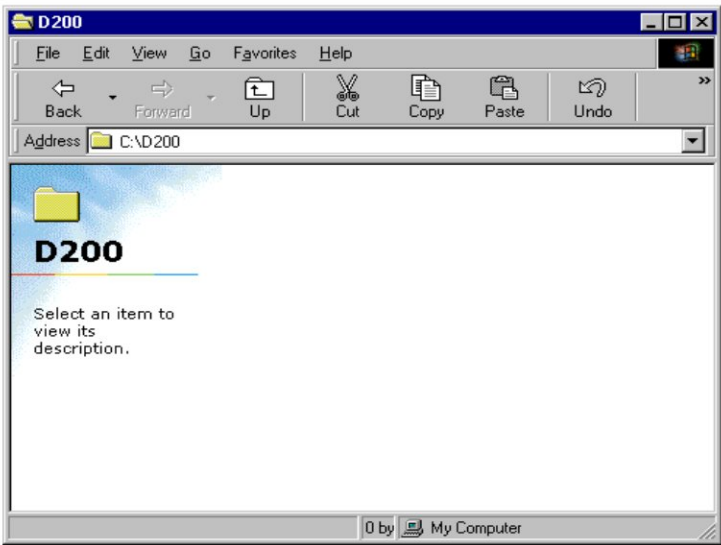 D200
File Edit View Go Favorites Help
Back Forward Up Cut Copy Paste Undo »
Address C:\D200
D200
Select an item to
view its
description.
0 by My Computer